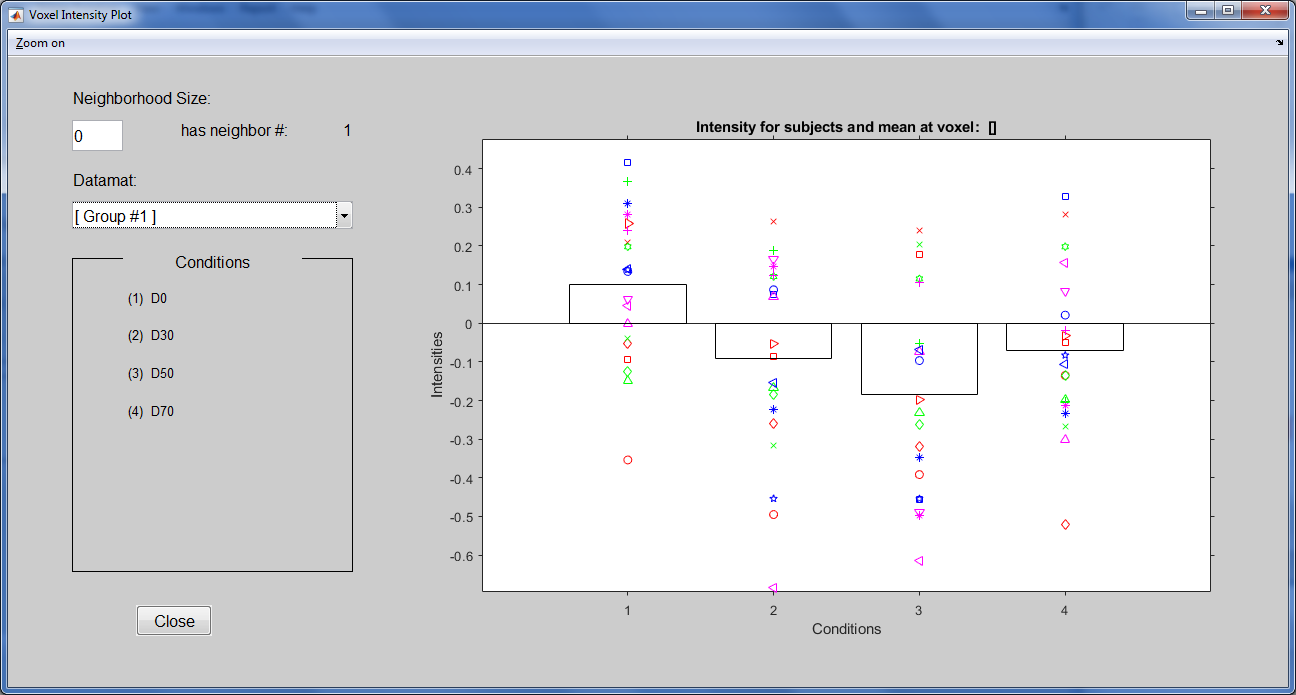 Voxel Intensity Plot
Zoom on
Neighborhood Size:
0
has neighbor #:
1
Datamat:
[ Group #1 ]
Conditions
(1) D0
(2) D30
(3) D50
(4) D70
Close
Intensity for subjects and mean at voxel: []
Intensities
0.4
0.3
0.2
0.1
0
-0.1
-0.2
-0.3
-0.4
-0.5
-0.6
1 2 3 4
Conditions